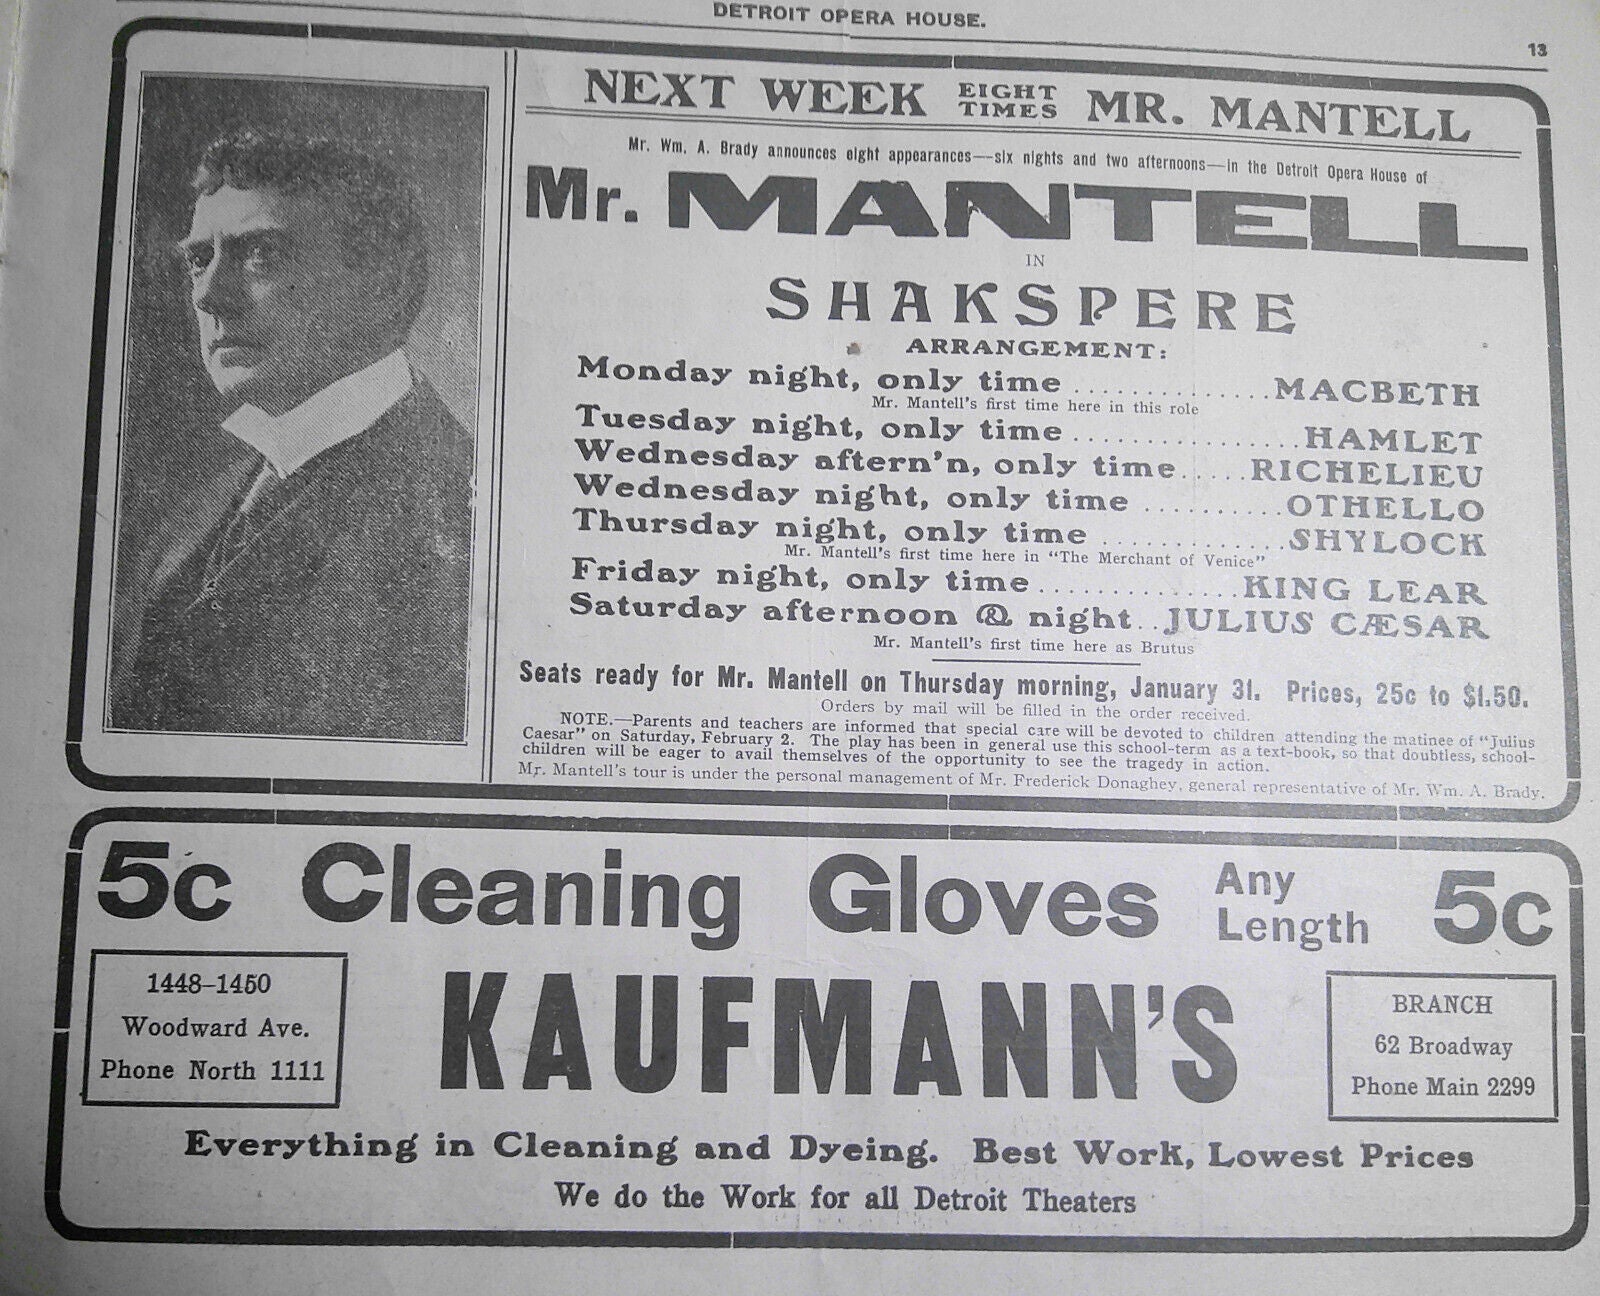 DETROIT OPERA HOUSE.
13
NEXT WEEK EIGHT TIMES MR. MANTELL
Mr. Wm. A. Brady announces eight appearances—six nights and two afternoons—in the Detroit Opera House of
Mr. MANTELL
IN
SHAKSPERE
ARRANGEMENT:
Monday night, only time ............. MACBETH
Mr. Mantell's first time here in this role
Tuesday night, only time ................ HAMLET
Wednesday aftern'n, only time ..... RICHELIEU
Wednesday night, only time .......... OTHELLO
Thursday night, only time ............. SHYLOCK
Mr. Mantell's first time here in "The Merchant of Venice"
Friday night, only time .............. KING LEAR
Saturday afternoon & night .. JULIUS CÆSAR
Mr. Mantell's first time here as Brutus
Seats ready for Mr. Mantell on Thursday morning, January 31. Prices, 25c to $1.50.
Orders by mail will be filled in the order received.
NOTE.—Parents and teachers are informed that special care will be devoted to children attending the matinee of "Julius
Caesar" on Saturday, February 2. The play has been in general use this school-term as a text-book, so that doubtless, school-
children will be eager to avail themselves of the opportunity to see the tragedy in action.
Mr. Mantell's tour is under the personal management of Mr. Frederick Donaghey, general representative of Mr. Wm. A. Brady.
5c Cleaning Gloves Any Length 5c
1448-1450
Woodward Ave.
Phone North 1111
KAUFMANN'S
BRANCH
62 Broadway
Phone Main 2299
Everything in Cleaning and Dyeing. Best Work, Lowest Prices
We do the Work for all Detroit Theaters